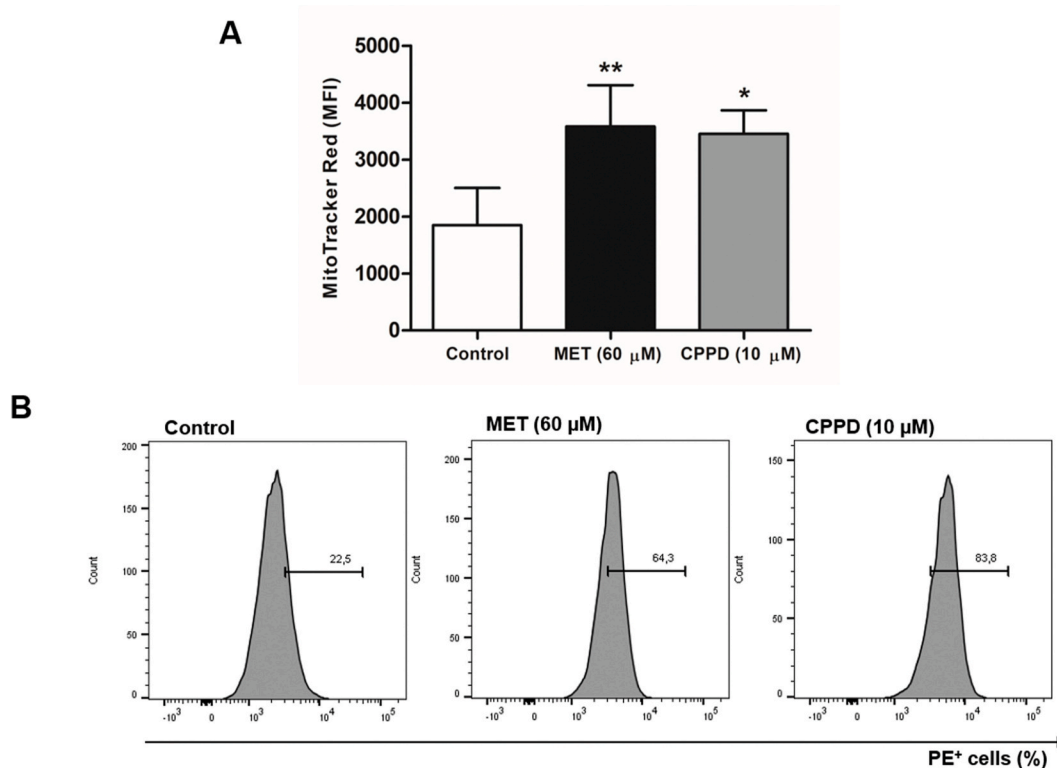 A
MitoTracker Red (MFI)
5000
4000
3000
2000
1000
0
**
*
Control
MET (60 μM)
CPPD (10 μM)
B
Control
Count
200
150
100
50
0
22,5
-10³ 0 10³ 10⁴ 10⁵
MET (60 μM)
Count
200
150
100
50
0
64,3
-10³ 0 10³ 10⁴ 10⁵
CPPD (10 μM)
Count
150
100
50
0
83,8
-10³ 0 10³ 10⁴ 10⁵
PE⁺ cells (%)